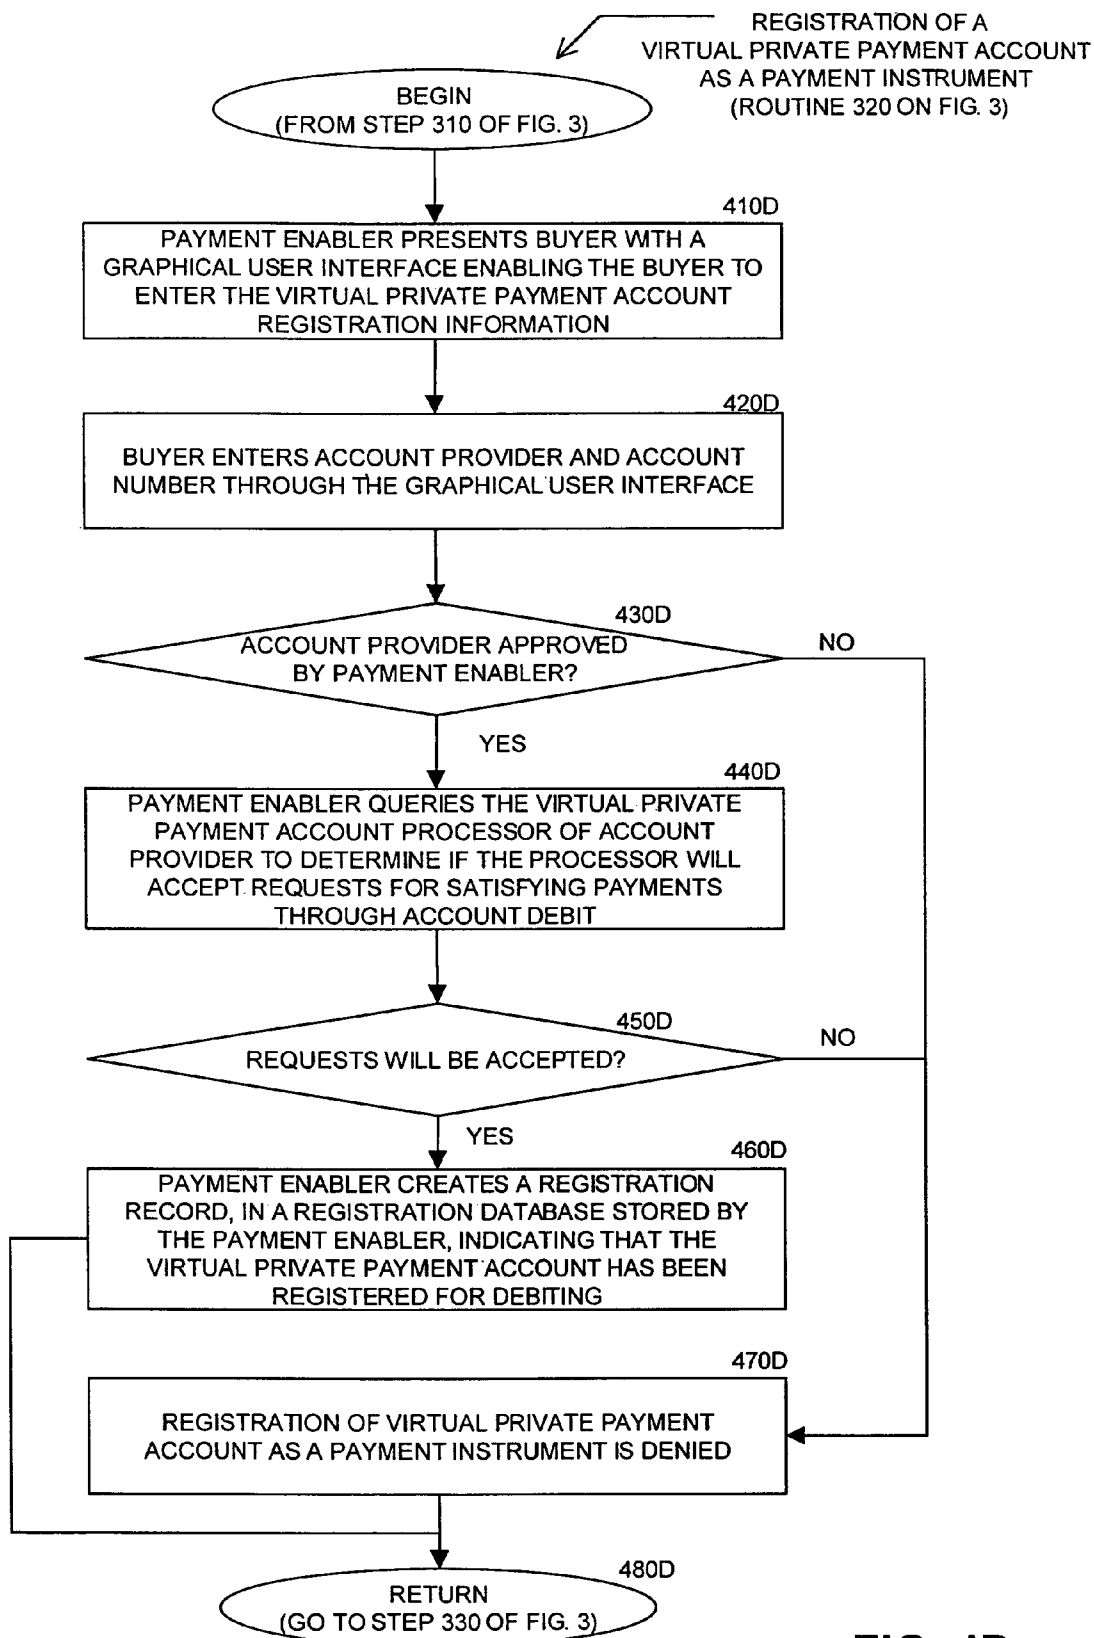 REGISTRATION OF A
VIRTUAL PRIVATE PAYMENT ACCOUNT
AS A PAYMENT INSTRUMENT
(ROUTINE 320 ON FIG. 3)
BEGIN
(FROM STEP 310 OF FIG. 3)
410D
PAYMENT ENABLER PRESENTS BUYER WITH A
GRAPHICAL USER INTERFACE ENABLING THE BUYER TO
ENTER THE VIRTUAL PRIVATE PAYMENT ACCOUNT
REGISTRATION INFORMATION
420D
BUYER ENTERS ACCOUNT PROVIDER AND ACCOUNT
NUMBER THROUGH THE GRAPHICAL USER INTERFACE
430D
ACCOUNT PROVIDER APPROVED
BY PAYMENT ENABLER?
NO
YES
440D
PAYMENT ENABLER QUERIES THE VIRTUAL PRIVATE
PAYMENT ACCOUNT PROCESSOR OF ACCOUNT
PROVIDER TO DETERMINE IF THE PROCESSOR WILL
ACCEPT REQUESTS FOR SATISFYING PAYMENTS
THROUGH ACCOUNT DEBIT
450D
REQUESTS WILL BE ACCEPTED?
NO
YES
460D
PAYMENT ENABLER CREATES A REGISTRATION
RECORD, IN A REGISTRATION DATABASE STORED BY
THE PAYMENT ENABLER, INDICATING THAT THE
VIRTUAL PRIVATE PAYMENT ACCOUNT HAS BEEN
REGISTERED FOR DEBITING
470D
REGISTRATION OF VIRTUAL PRIVATE PAYMENT
ACCOUNT AS A PAYMENT INSTRUMENT IS DENIED
480D
RETURN
(GO TO STEP 330 OF FIG. 3)